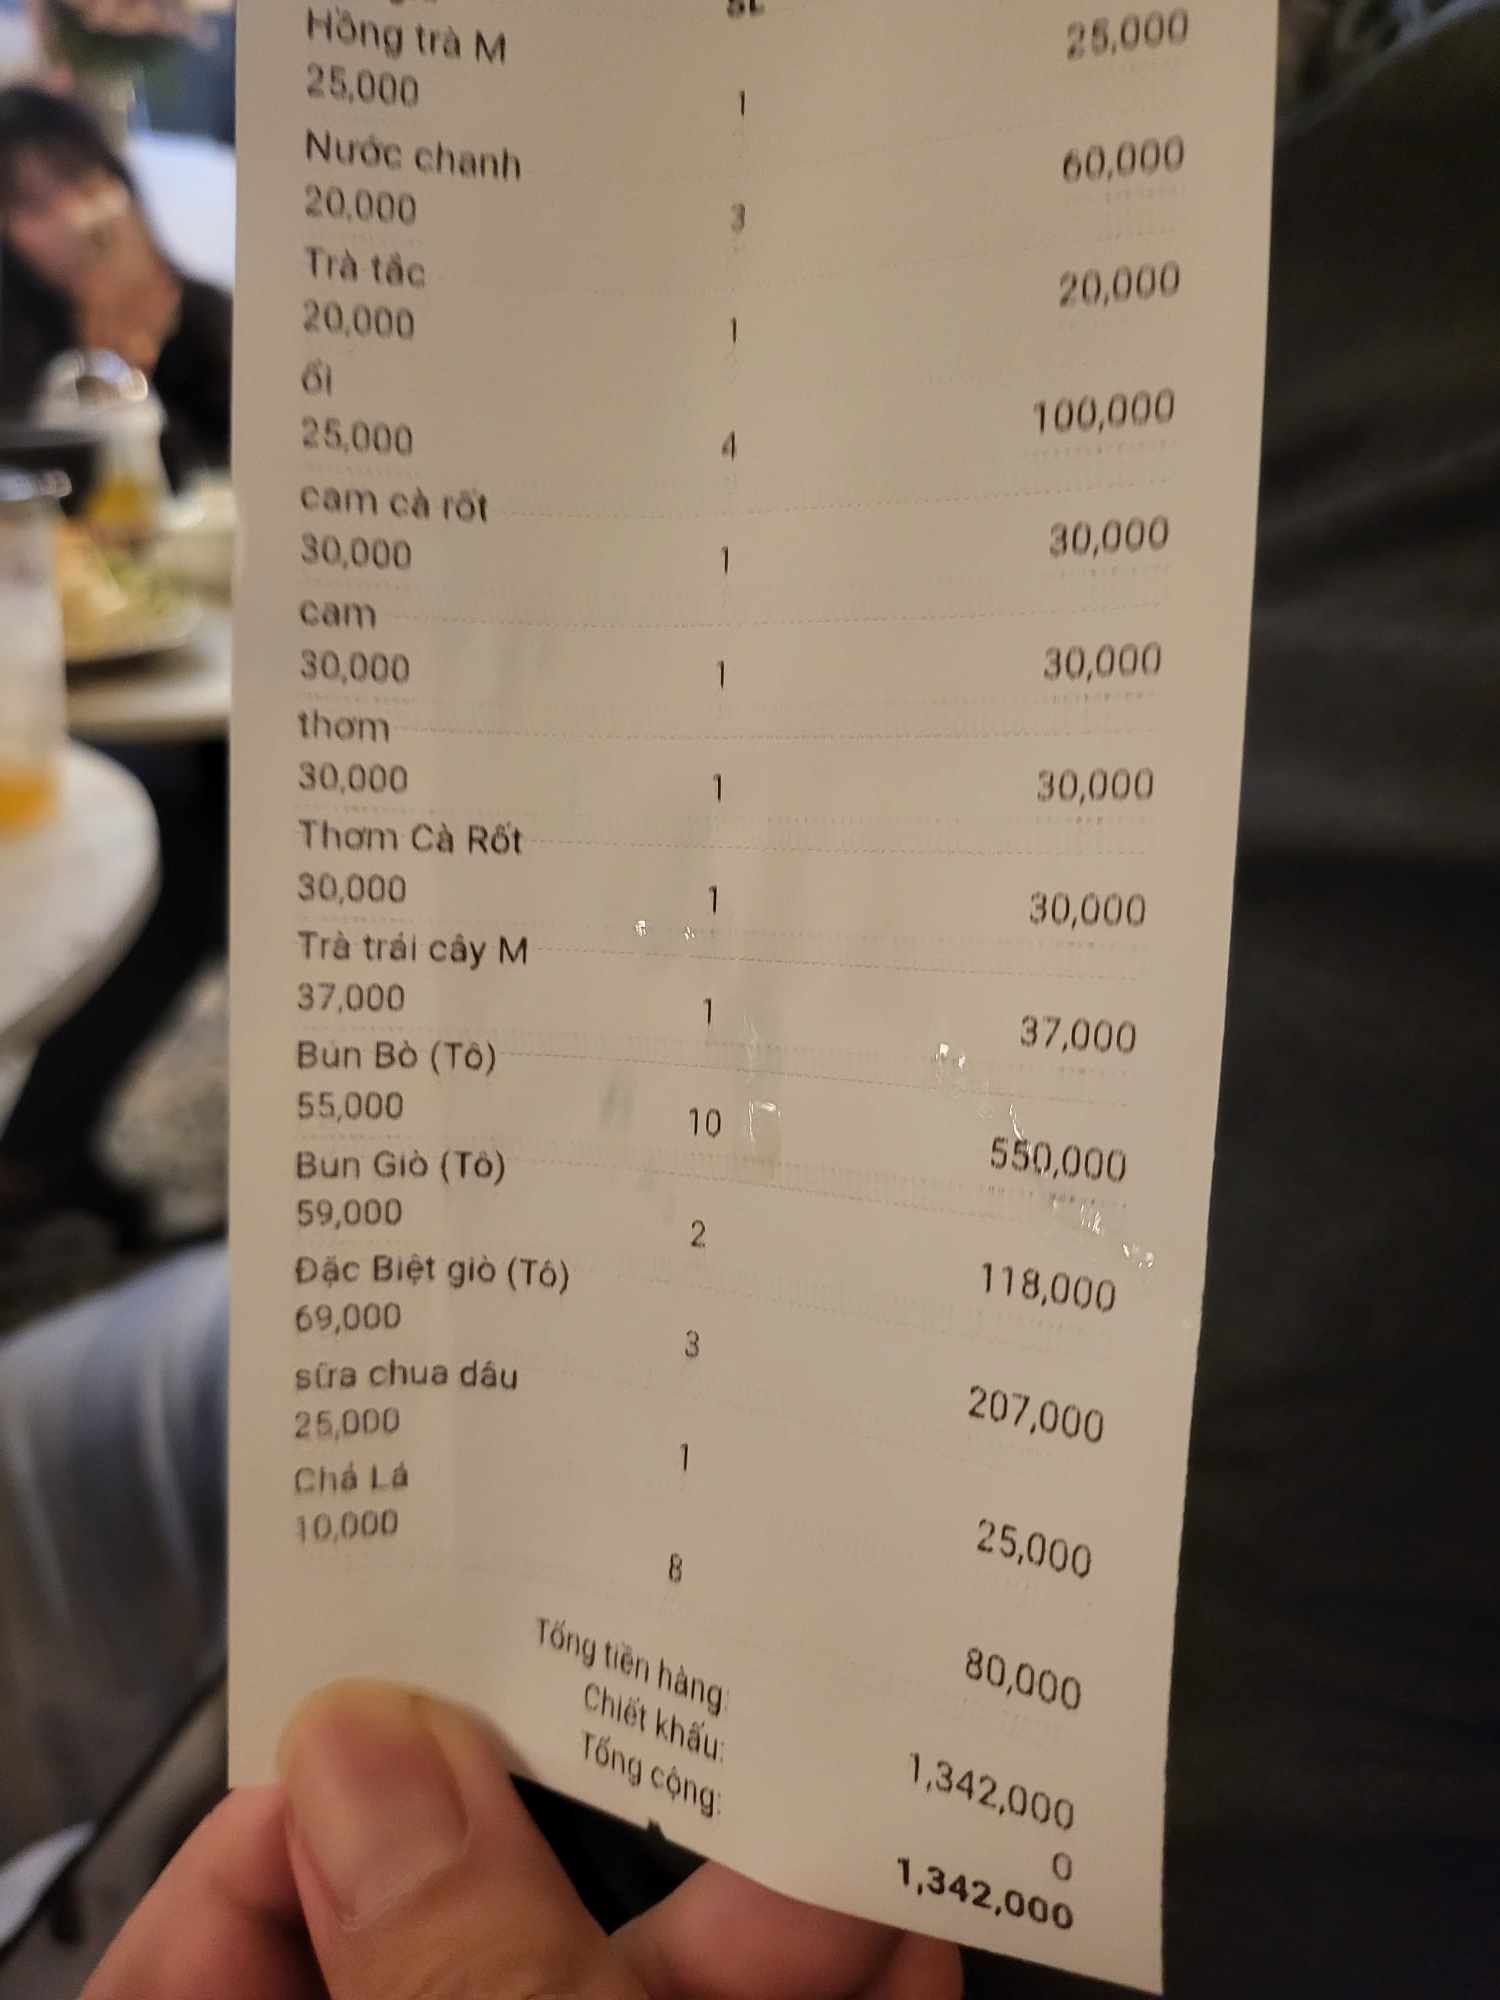 SL
Hồng trà M
25,000 1 25,000
Nước chanh
20,000 3 60,000
Trà tắc
20,000 1 20,000
ổi
25,000 4 100,000
cam cà rốt
30,000 1 30,000
cam
30,000 1 30,000
thơm
30,000 1 30,000
Thơm Cà Rốt
30,000 1 30,000
Trà trái cây M
37,000 1 37,000
Bún Bò (Tô)
55,000 10 550,000
Bún Giò (Tô)
59,000 2 118,000
Đặc Biệt giò (Tô)
69,000 3 207,000
sữa chua dâu
25,000 1 25,000
Chả Lá
10,000 8 80,000
Tổng tiền hàng: 1,342,000
Chiết khấu: 0
Tổng cộng: 1,342,000